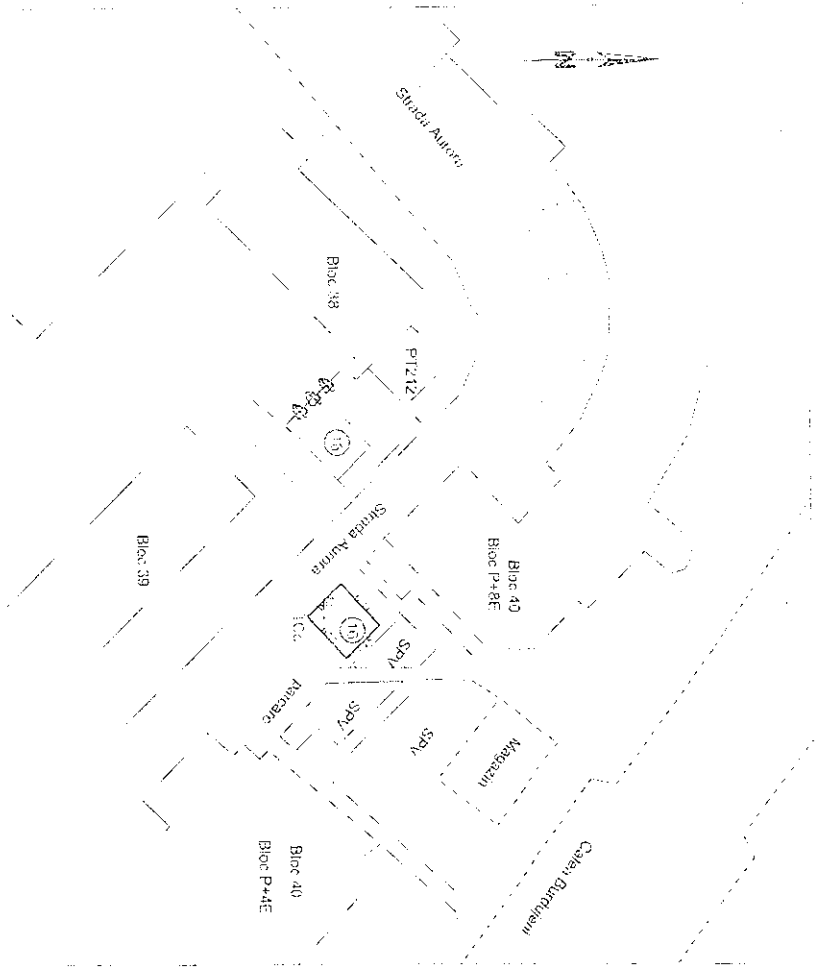 N
Strada Aurora
Bloc 38
PT212
15
Strada Aurora
Bloc 40
Bloc P+8E
Bloc 39
16
SPV
SPV
SPV
parcare
Magazin
Calea Burdujeni
Bloc 40
Bloc P+4E